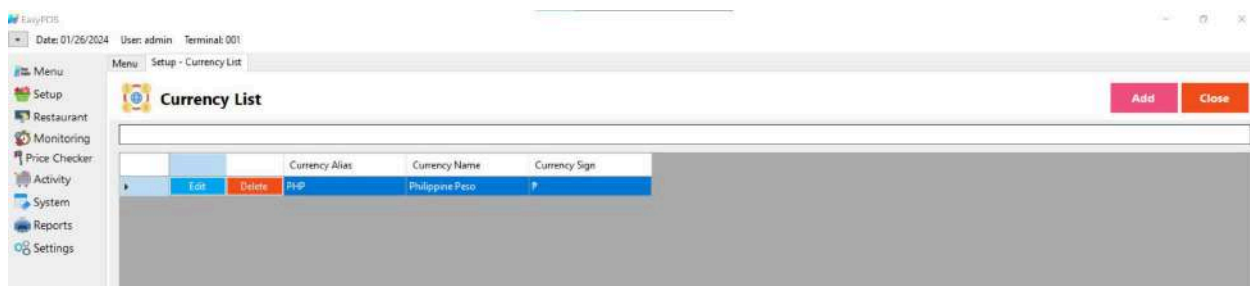 EasyPOS
Date: 01/26/2024 User: admin Terminal: 001
Menu
Setup
Restaurant
Monitoring
Price Checker
Activity
System
Reports
Settings
Menu Setup - Currency List
Currency List
Add Close
Currency Alias Currency Name Currency Sign
Edit Delete PHP Philippine Peso ₱